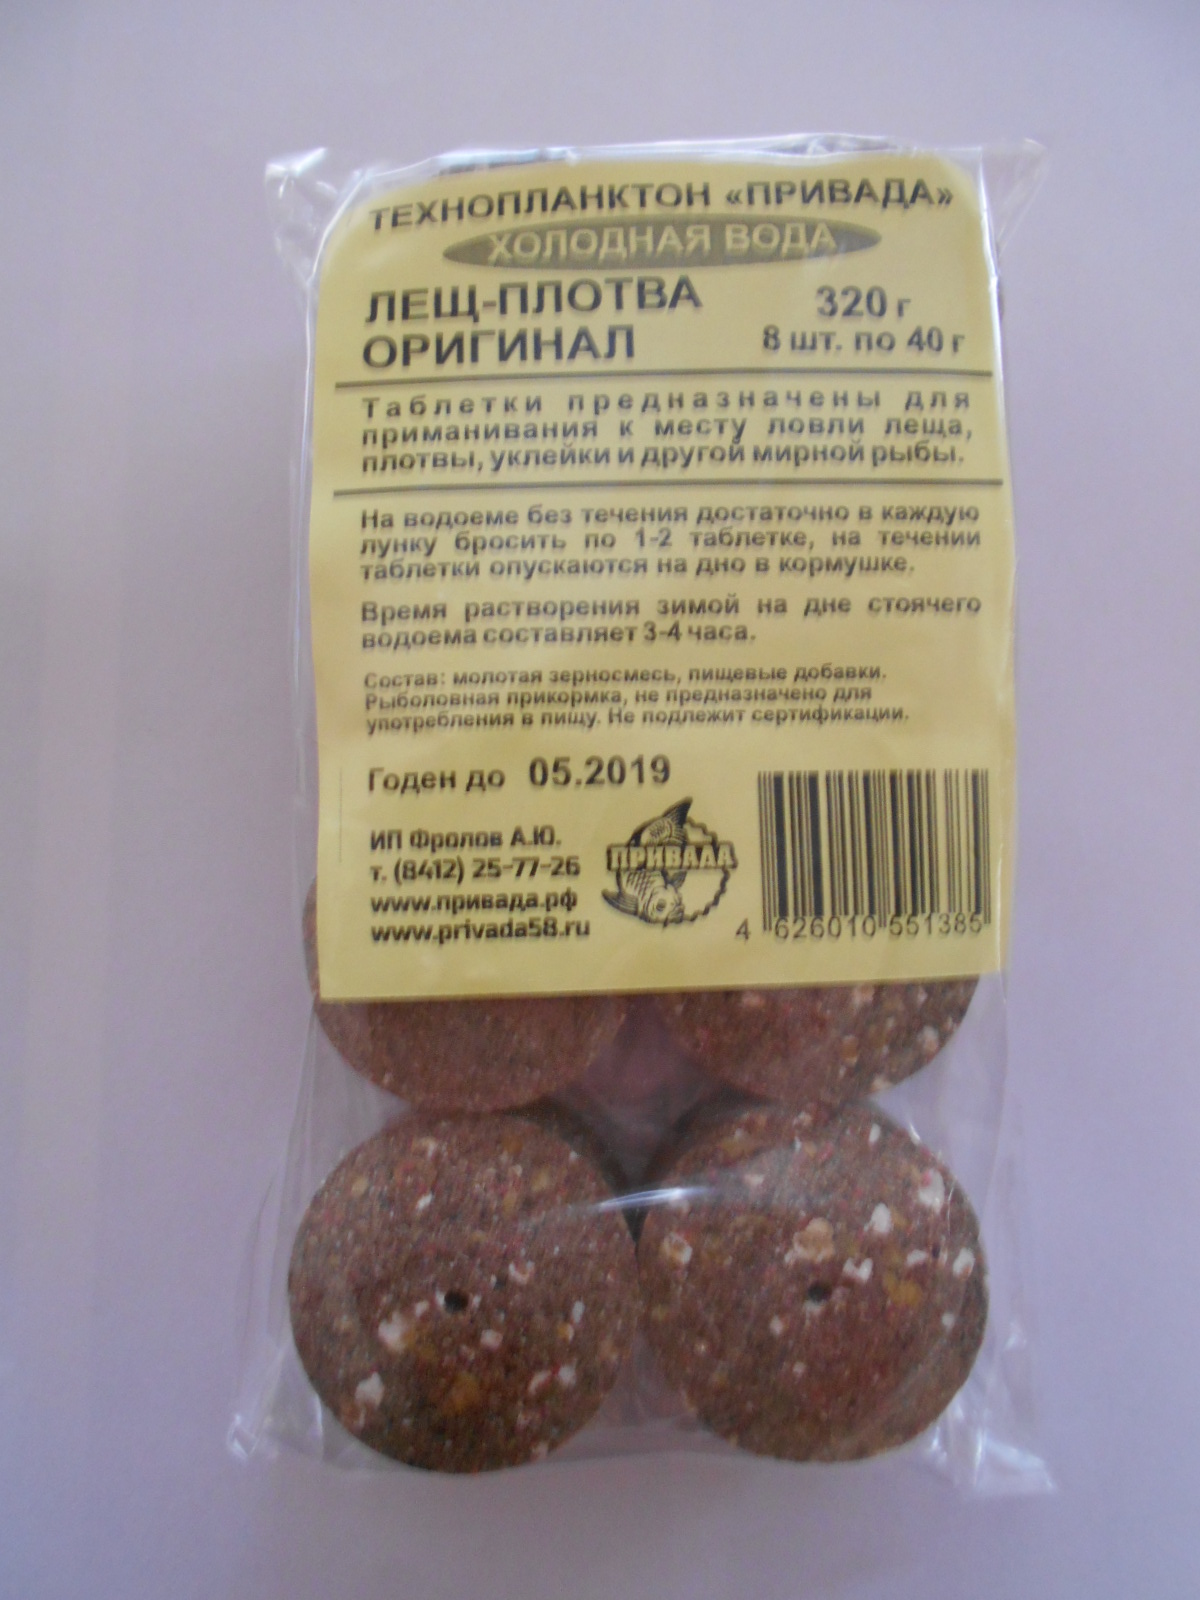 ТЕХНОПЛАНКТОН «ПРИВАДА»
ХОЛОДНАЯ ВОДА
ЛЕЩ-ПЛОТВА
ОРИГИНАЛ
320 г
8 шт. по 40 г
Таблетки предназначены для
приманивания к месту ловли леща,
плотвы, уклейки и другой мирной рыбы.
На водоеме без течения достаточно в каждую
лунку бросить по 1-2 таблетке, на течении
таблетки опускаются на дно в кормушке.
Время растворения зимой на дне стоячего
водоема составляет 3-4 часа.
Состав: молотая зерносмесь, пищевые добавки.
Рыболовная прикормка, не предназначено для
употребления в пищу. Не подлежит сертификации.
Годен до 05.2019
ИП Фролов А.Ю.
т. (8412) 25-77-26
www.привада.рф
www.privada58.ru
ПРИВАДА
4 626010 551385